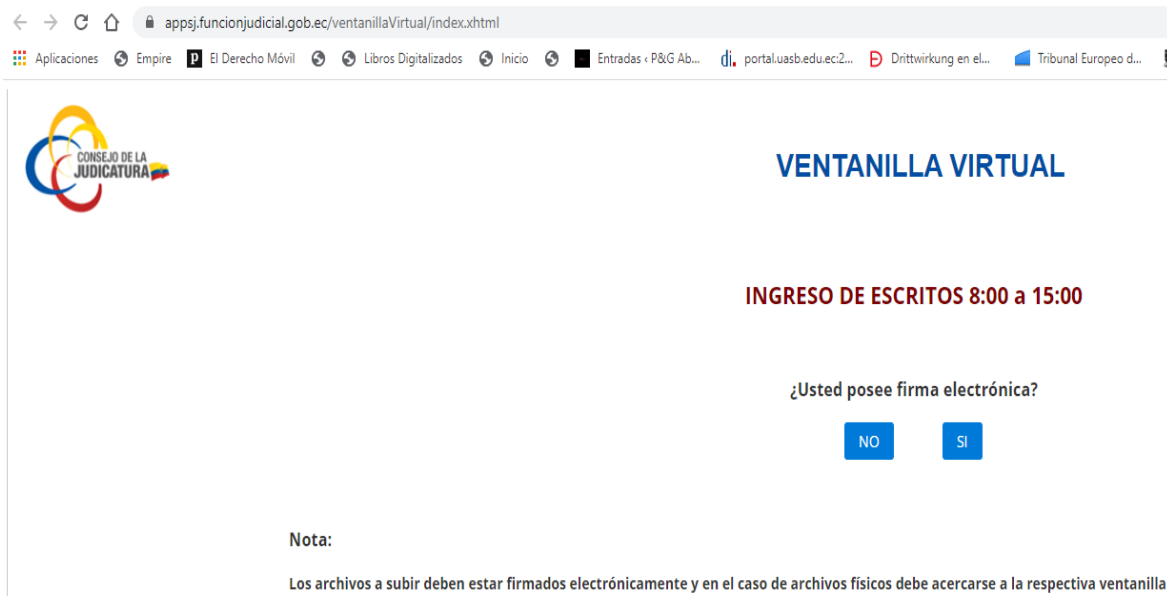 appsj.funcionjudicial.gob.ec/ventanillaVirtual/index.xhtml
Aplicaciones Empire p El Derecho Móvil Libros Digitalizados Inicio Entradas ‹ P&G Ab... di. portal.uasb.edu.ec:2... Drittwirkung en el... Tribunal Europeo d...
CONSEJO DE LA
JUDICATURA
VENTANILLA VIRTUAL
INGRESO DE ESCRITOS 8:00 a 15:00
¿Usted posee firma electrónica?
NO SI
Nota:
Los archivos a subir deben estar firmados electrónicamente y en el caso de archivos físicos debe acercarse a la respectiva ventanilla